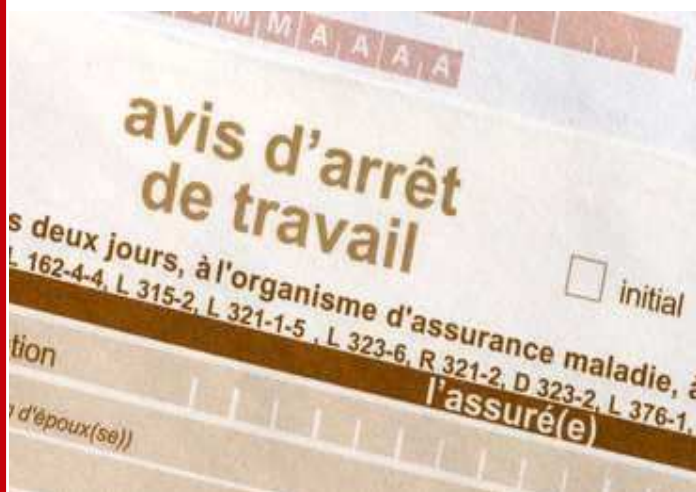 M M A A A A
avis d'arrêt
de travail
initial
s deux jours, à l'organisme d'assurance maladie, à
L 162-4-4, L 315-2, L 321-1-5 , L 323-6, R 321-2, D 323-2, L 376-1,
l'assuré(e)
tion
d'époux(se))